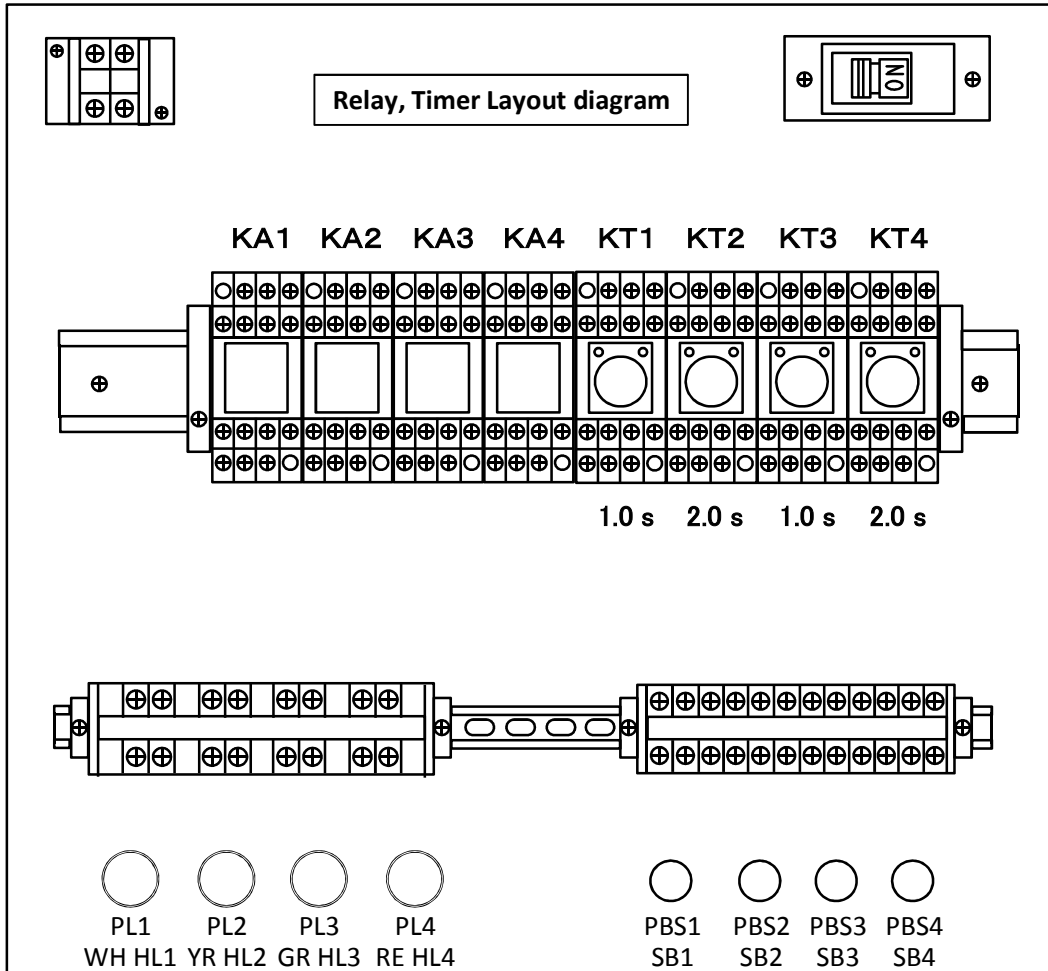 Relay, Timer Layout diagram
ON
KA1 KA2 KA3 KA4 KT1 KT2 KT3 KT4
1.0 s 2.0 s 1.0 s 2.0 s
PL1 PL2 PL3 PL4 PBS1 PBS2 PBS3 PBS4
WH HL1 YR HL2 GR HL3 RE HL4 SB1 SB2 SB3 SB4